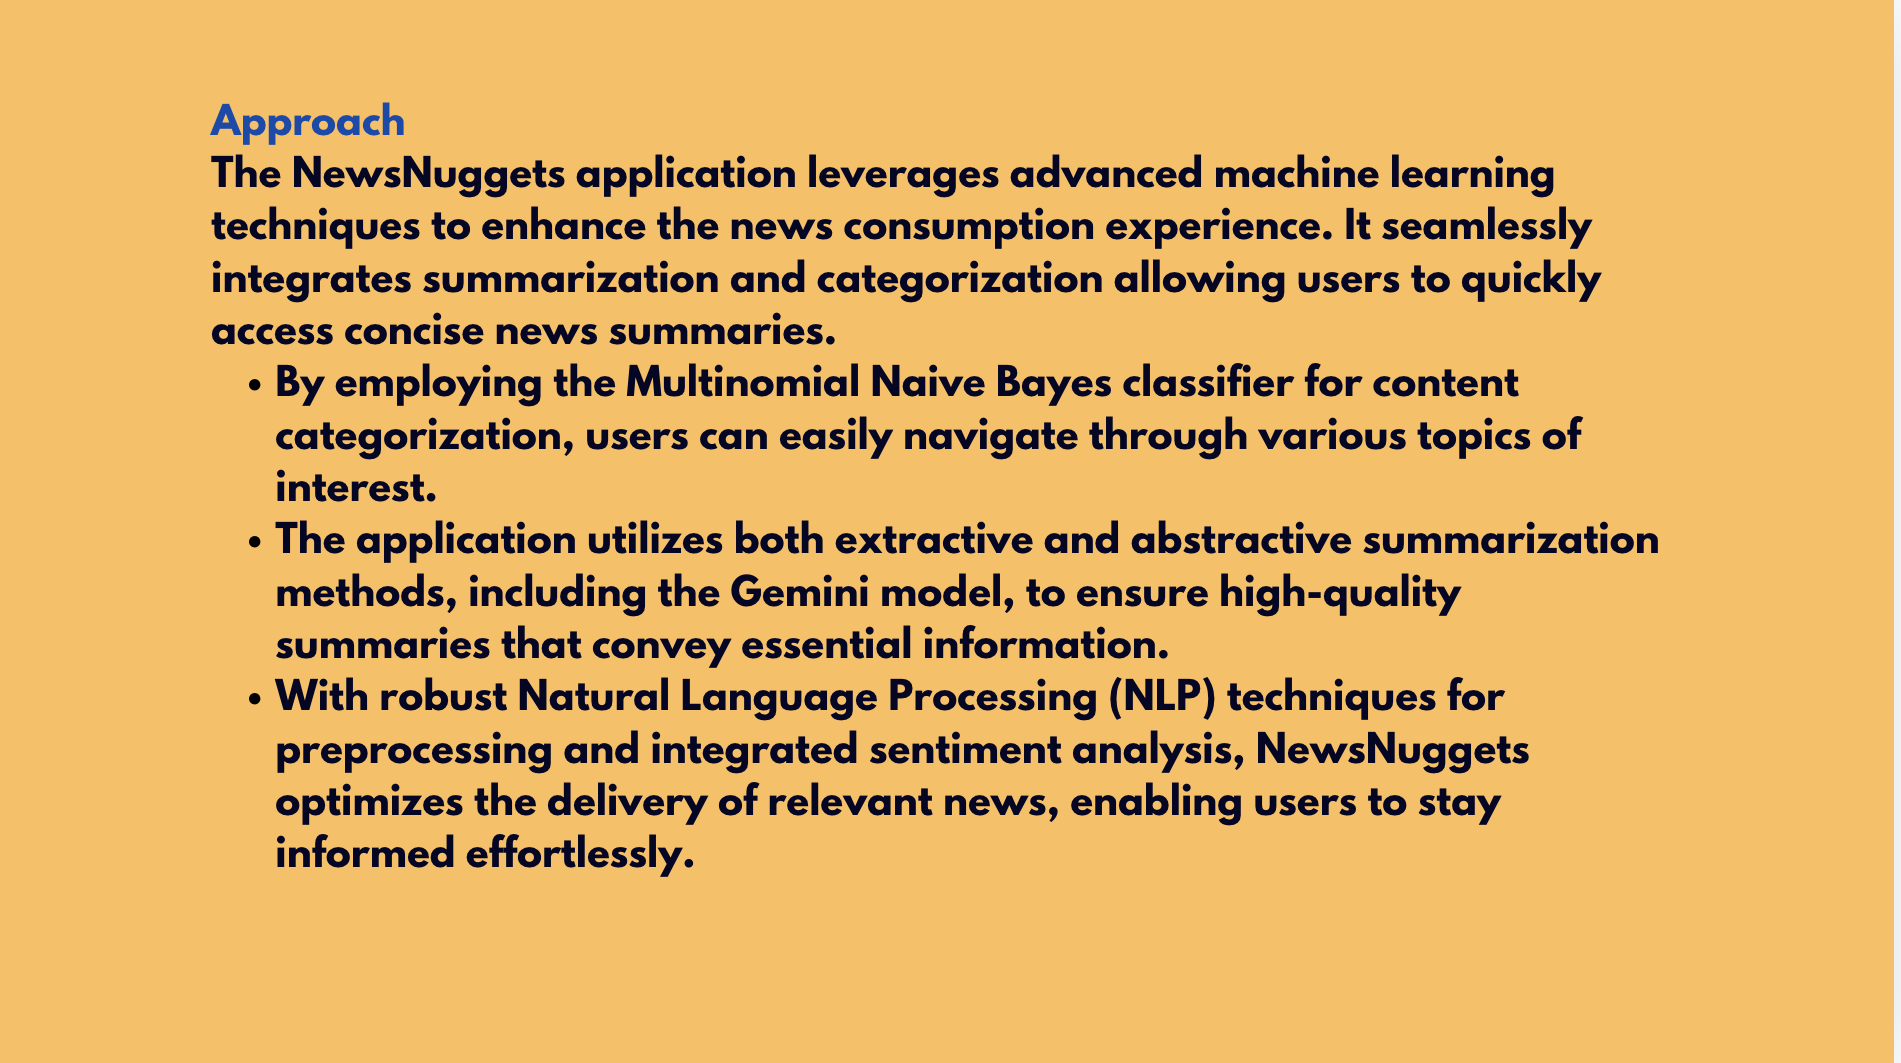 Approach
The NewsNuggets application leverages advanced machine learning
techniques to enhance the news consumption experience. It seamlessly
integrates summarization and categorization allowing users to quickly
access concise news summaries.
• By employing the Multinomial Naive Bayes classifier for content
categorization, users can easily navigate through various topics of
interest.
• The application utilizes both extractive and abstractive summarization
methods, including the Gemini model, to ensure high-quality
summaries that convey essential information.
• With robust Natural Language Processing (NLP) techniques for
preprocessing and integrated sentiment analysis, NewsNuggets
optimizes the delivery of relevant news, enabling users to stay
informed effortlessly.